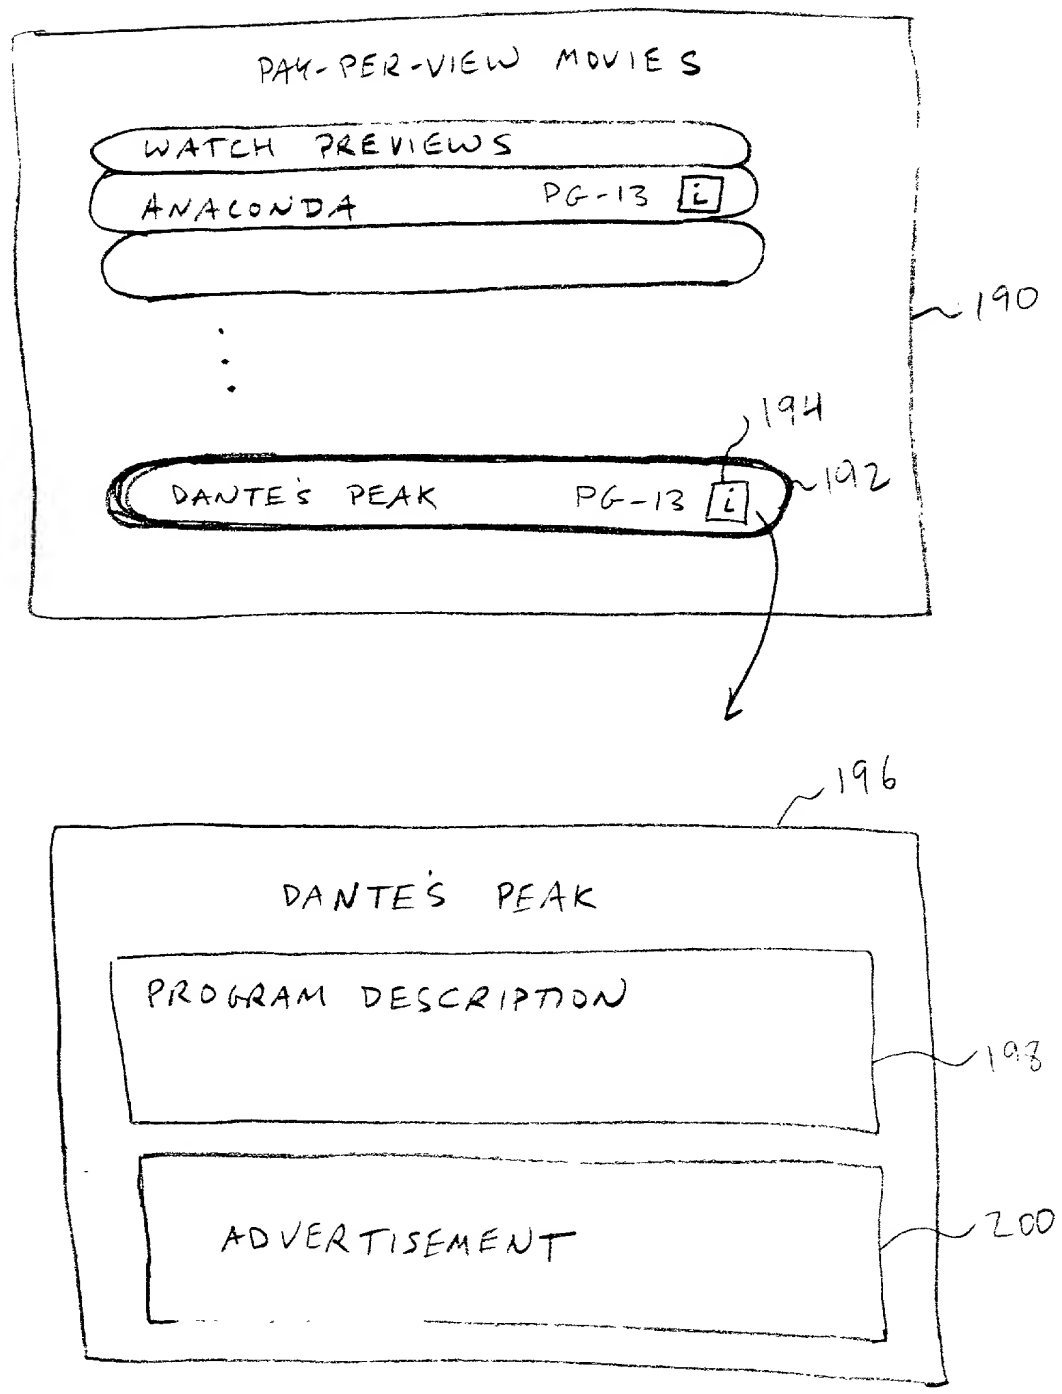 PAY-PER-VIEW MOVIES
WATCH PREVIEWS
ANACONDA PG-13 i
190
194
DANTE'S PEAK PG-13 i 192
196
DANTE'S PEAK
PROGRAM DESCRIPTION
198
ADVERTISEMENT
200